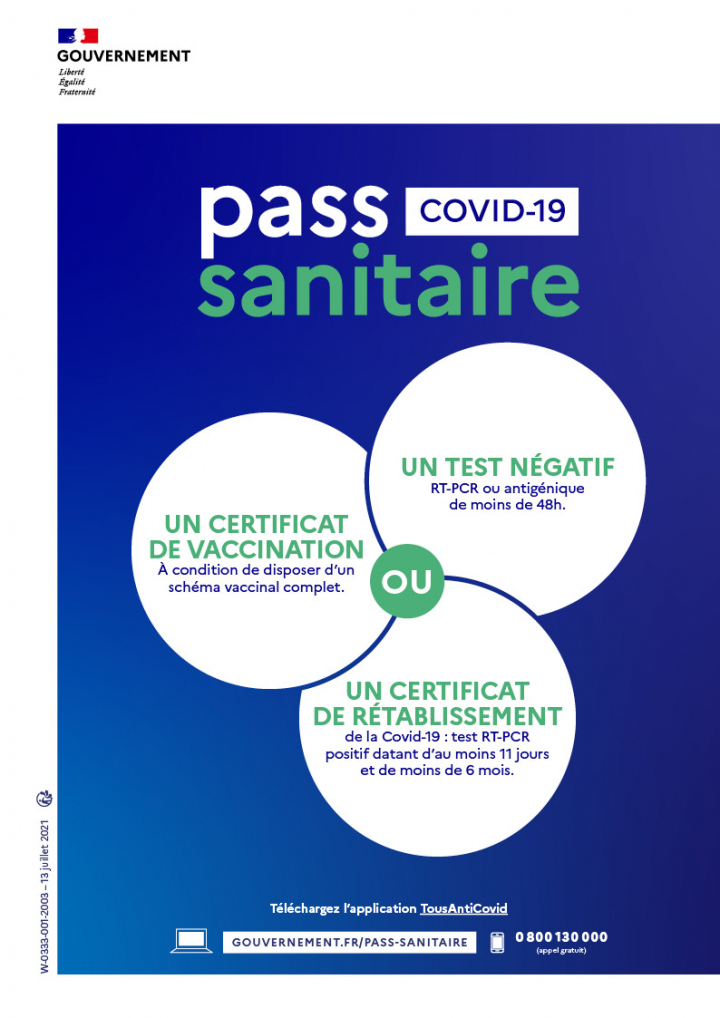 GOUVERNEMENT
Liberté
Égalité
Fraternité
pass COVID-19
sanitaire
UN TEST NÉGATIF
RT-PCR ou antigénique
de moins de 48h.
UN CERTIFICAT
DE VACCINATION
À condition de disposer d'un
schéma vaccinal complet.
OU
UN CERTIFICAT
DE RÉTABLISSEMENT
de la Covid-19 : test RT-PCR
positif datant d'au moins 11 jours
et de moins de 6 mois.
Téléchargez l'application TousAntiCovid
GOUVERNEMENT.FR/PASS-SANITAIRE
0 800 130 000
(appel gratuit)
W-0333-001-2003 – 13 juillet 2021